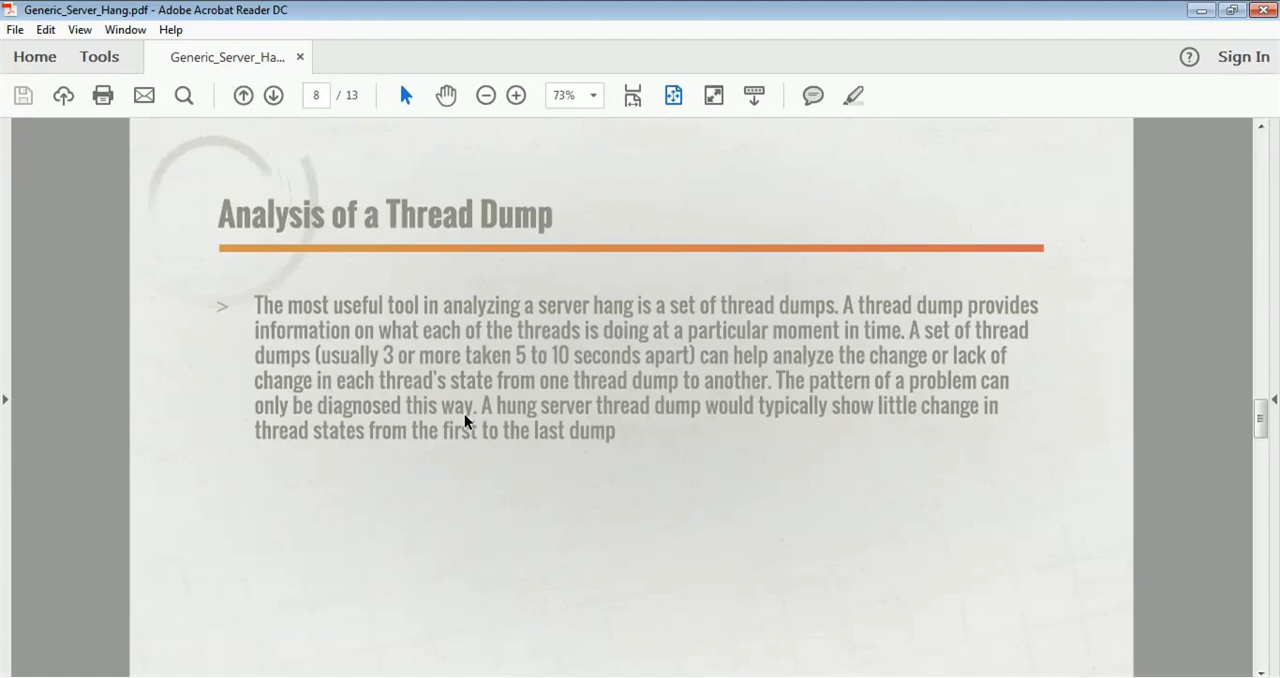 Generic_Server_Hang.pdf - Adobe Acrobat Reader DC
File Edit View Window Help
Home Tools Generic_Server_Ha... × ? Sign In
8 / 13 73%
Analysis of a Thread Dump
> The most useful tool in analyzing a server hang is a set of thread dumps. A thread dump provides
information on what each of the threads is doing at a particular moment in time. A set of thread
dumps (usually 3 or more taken 5 to 10 seconds apart) can help analyze the change or lack of
change in each thread's state from one thread dump to another. The pattern of a problem can
only be diagnosed this way. A hung server thread dump would typically show little change in
thread states from the first to the last dump